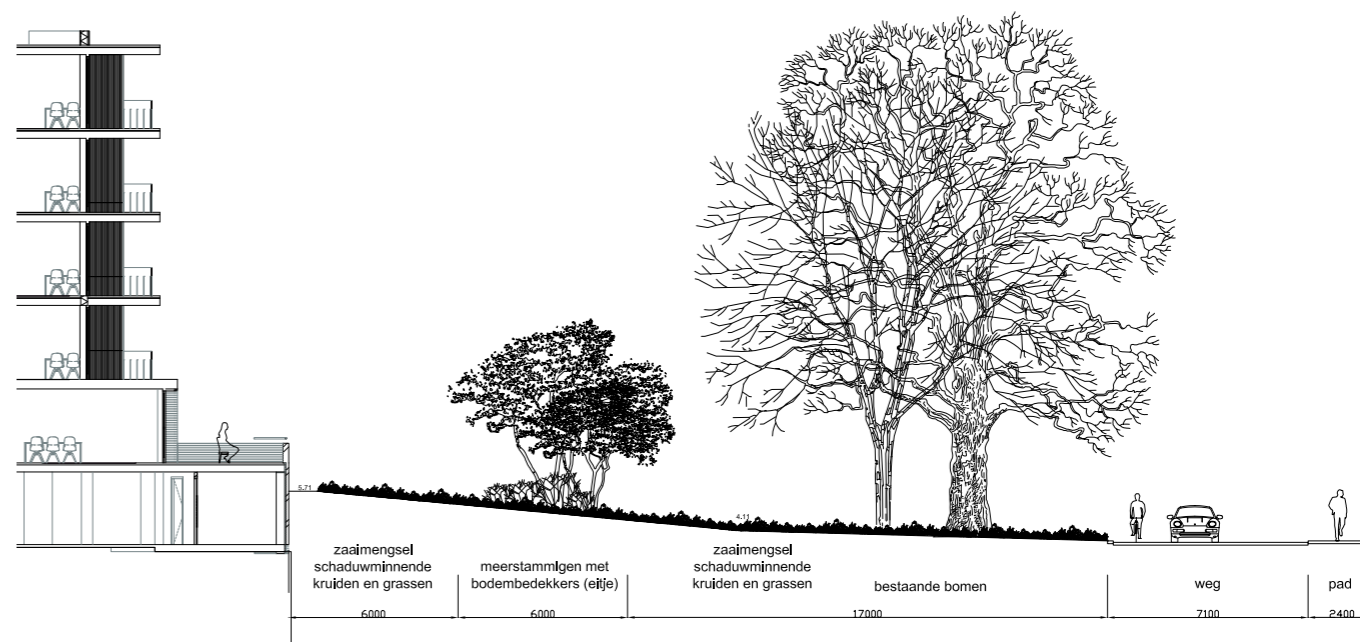 5.71
4.11
zaaimengsel
schaduwminnende
kruiden en grassen
meerstammigen met
bodembedekkers (eitje)
zaaimengsel
schaduwminnende
kruiden en grassen
bestaande bomen
weg
pad
6000
6000
17000
7100
2400